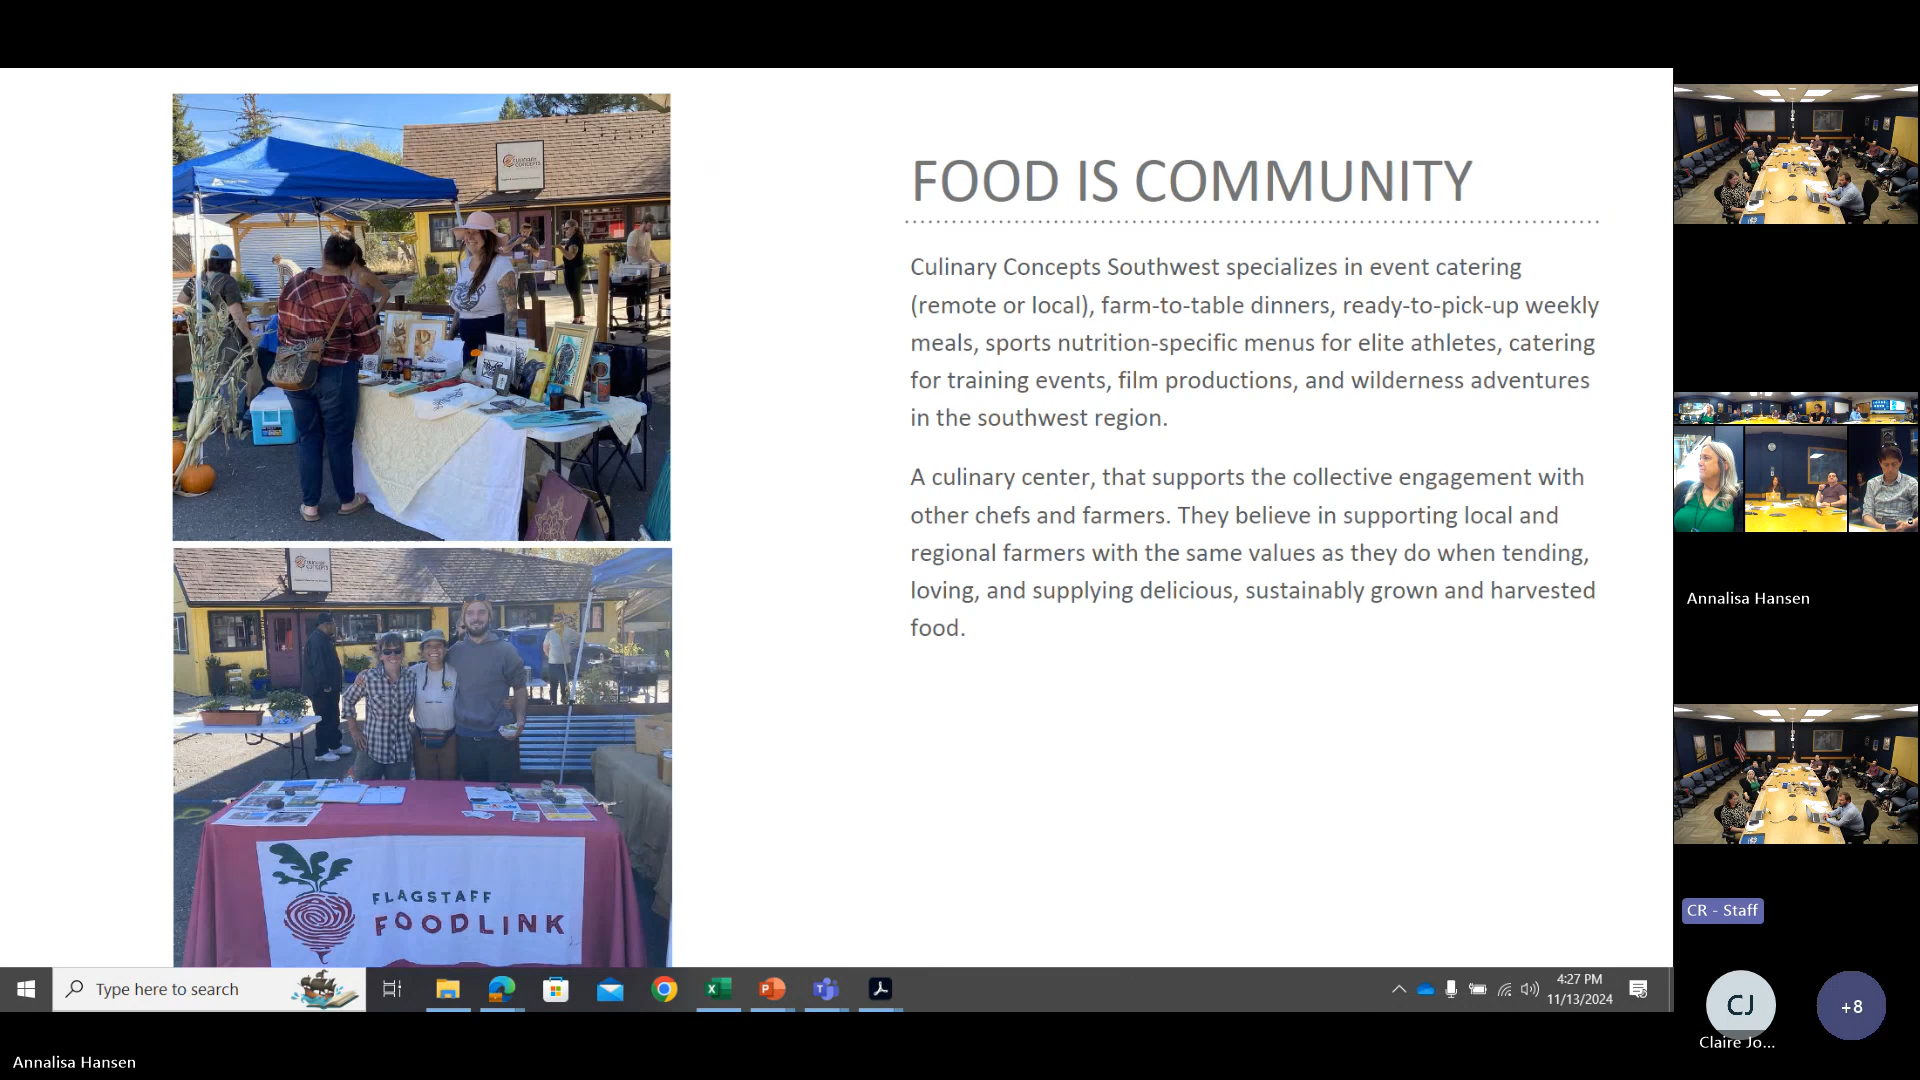 FOOD IS COMMUNITY
Culinary Concepts Southwest specializes in event catering
(remote or local), farm-to-table dinners, ready-to-pick-up weekly
meals, sports nutrition-specific menus for elite athletes, catering
for training events, film productions, and wilderness adventures
in the southwest region.
A culinary center, that supports the collective engagement with
other chefs and farmers. They believe in supporting local and
regional farmers with the same values as they do when tending,
loving, and supplying delicious, sustainably grown and harvested
food.
FLAGSTAFF
FOODLINK
Annalisa Hansen
CR - Staff
CJ
+8
Claire Jo...
Type here to search
4:27 PM
11/13/2024
Annalisa Hansen